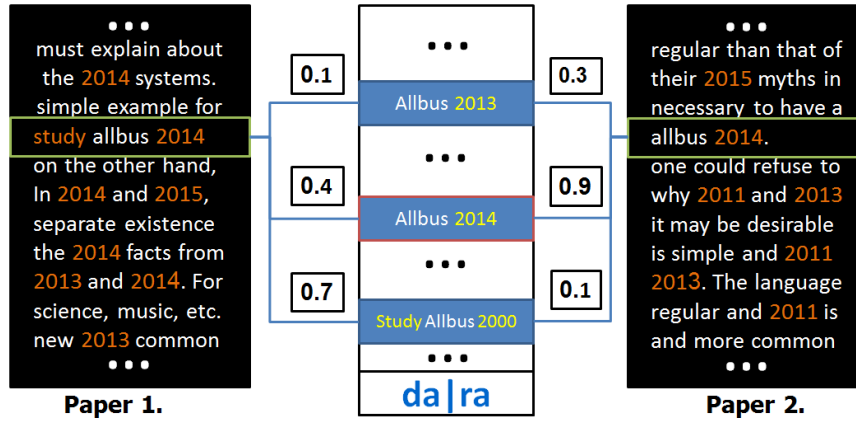 • • •
must explain about
the 2014 systems.
simple example for
study allbus 2014
on the other hand,
In 2014 and 2015,
separate existence
the 2014 facts from
2013 and 2014. For
science, music, etc.
new 2013 common
• • •
Paper 1.
0.1
0.4
0.7
• • •
Allbus 2013
• • •
Allbus 2014
• • •
Study Allbus 2000
• • •
da|ra
0.3
0.9
0.1
• • •
regular than that of
their 2015 myths in
necessary to have a
allbus 2014.
one could refuse to
why 2011 and 2013
it may be desirable
is simple and 2011
2013. The language
regular and 2011 is
and more common
• • •
Paper 2.